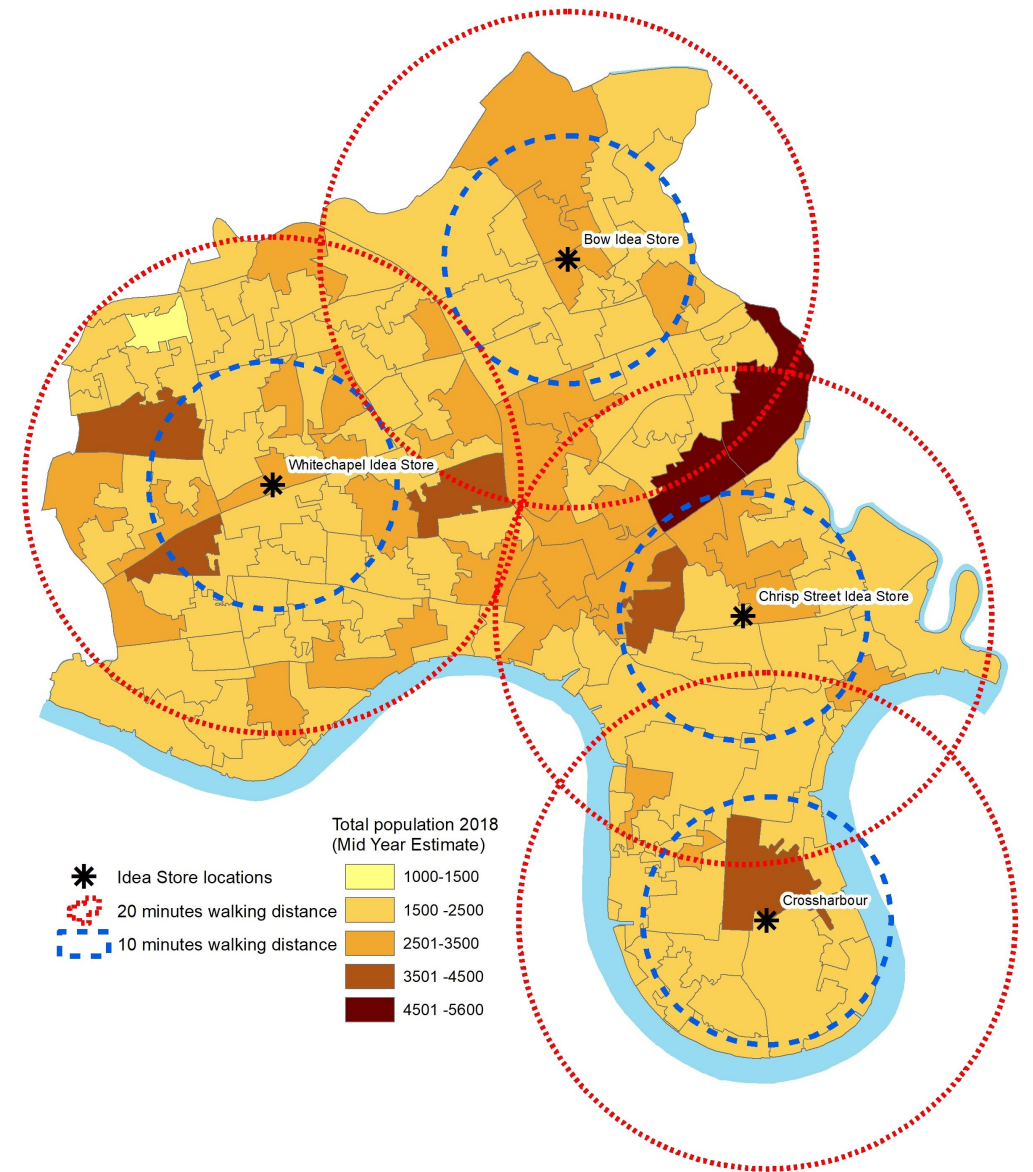 Bow Idea Store
Whitechapel Idea Store
Chrisp Street Idea Store
Crossharbour
Total population 2018
(Mid Year Estimate)
Idea Store locations
20 minutes walking distance
10 minutes walking distance
1000-1500
1500 -2500
2501-3500
3501 -4500
4501 -5600